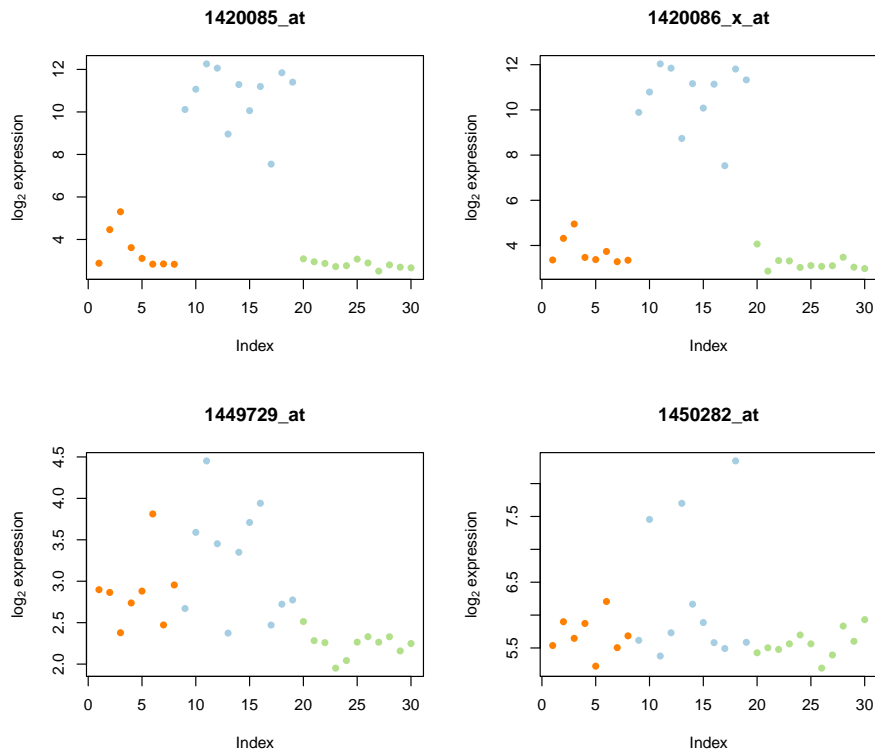 1420085_at
1420086_x_at
12
10
8
6
4
log2 expression
0 5 10 15 20 25 30
Index
12
10
8
6
4
log2 expression
0 5 10 15 20 25 30
Index
1449729_at
1450282_at
4.5
4.0
3.5
3.0
2.5
2.0
log2 expression
0 5 10 15 20 25 30
Index
7.5
6.5
5.5
log2 expression
0 5 10 15 20 25 30
Index